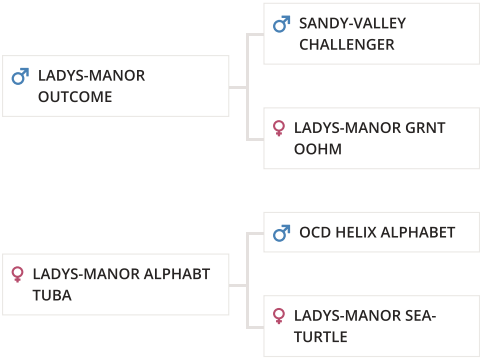 SANDY-VALLEY
CHALLENGER
LADYS-MANOR
OUTCOME
LADYS-MANOR GRNT
OOHM
OCD HELIX ALPHABET
LADYS-MANOR ALPHABT
TUBA
LADYS-MANOR SEA-
TURTLE